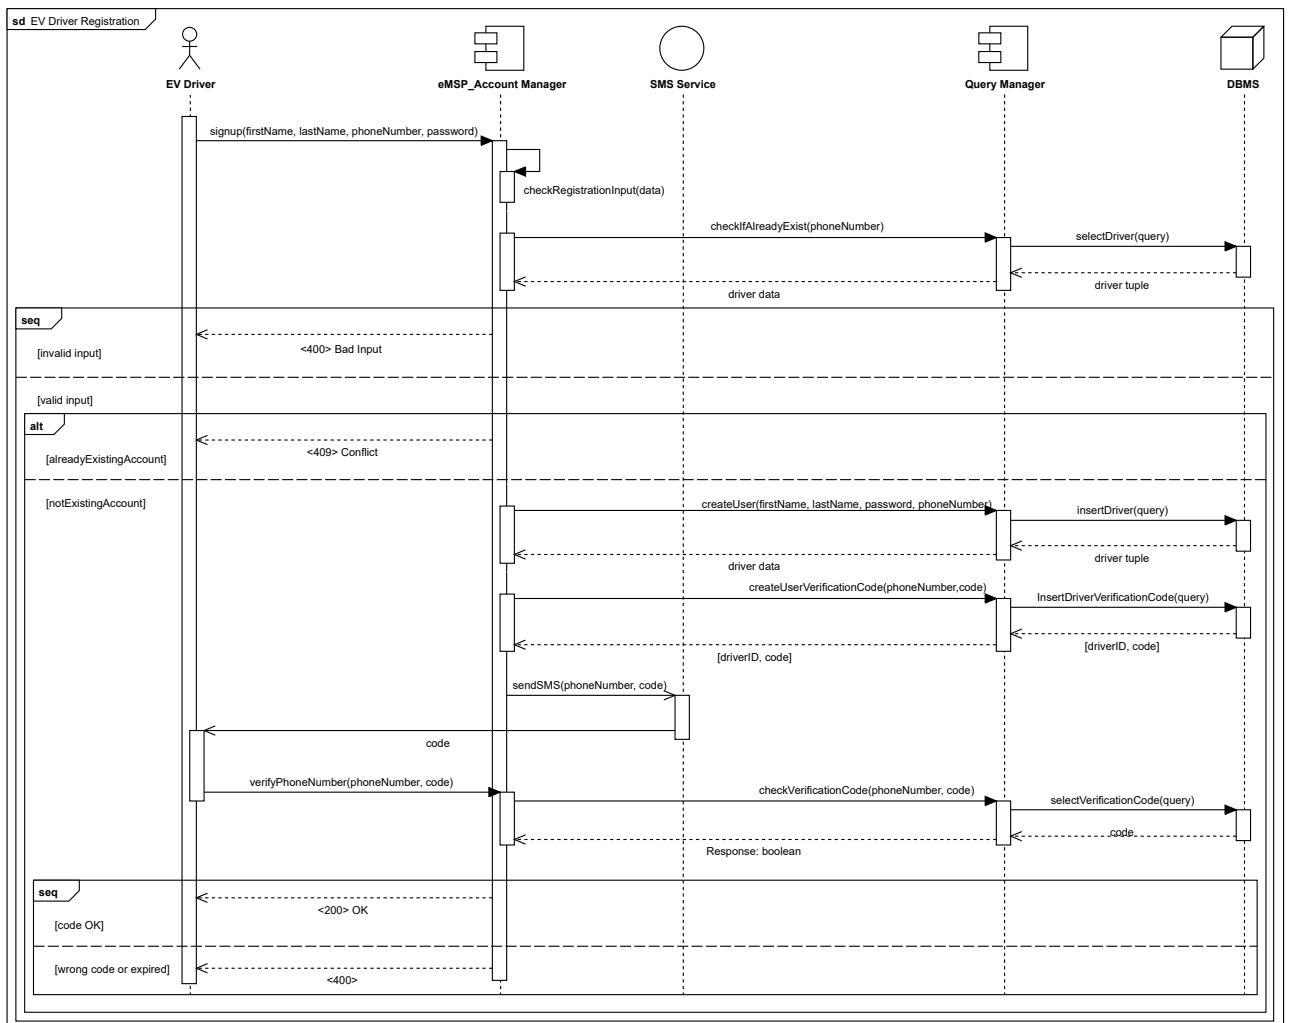 sd EV Driver Registration
EV Driver
eMSP_Account Manager
SMS Service
Query Manager
DBMS
signup(firstName, lastName, phoneNumber, password)
checkRegistrationInput(data)
checkIfAlreadyExist(phoneNumber)
selectDriver(query)
driver tuple
driver data
seq
<400> Bad Input
[invalid input]
[valid input]
alt
<409> Conflict
[alreadyExistingAccount]
[notExistingAccount]
createUser(firstName, lastName, password, phoneNumber)
insertDriver(query)
driver tuple
driver data
createUserVerificationCode(phoneNumber,code)
InsertDriverVerificationCode(query)
[driverID, code]
[driverID, code]
sendSMS(phoneNumber, code)
code
verifyPhoneNumber(phoneNumber, code)
checkVerificationCode(phoneNumber, code)
selectVerificationCode(query)
code
Response: boolean
seq
<200> OK
[code OK]
[wrong code or expired]
<400>